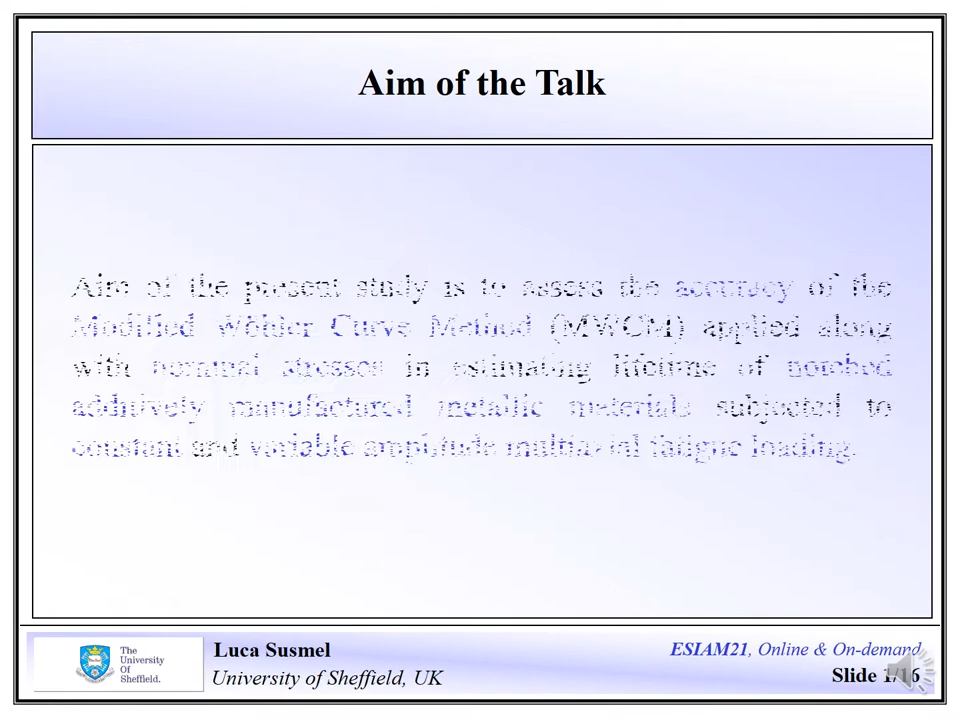 Aim of the Talk
Aim of the present study is to assess the accuracy of the
Modified Wöhler Curve Method (MWCM) applied along
with nominal stresses in estimating lifetime of notched
additively manufactured metallic materials subjected to
constant and variable amplitude multiaxial fatigue loading.
The
University
Of
Sheffield.
Luca Susmel
University of Sheffield, UK
ESIAM21, Online & On-demand
Slide 1/16